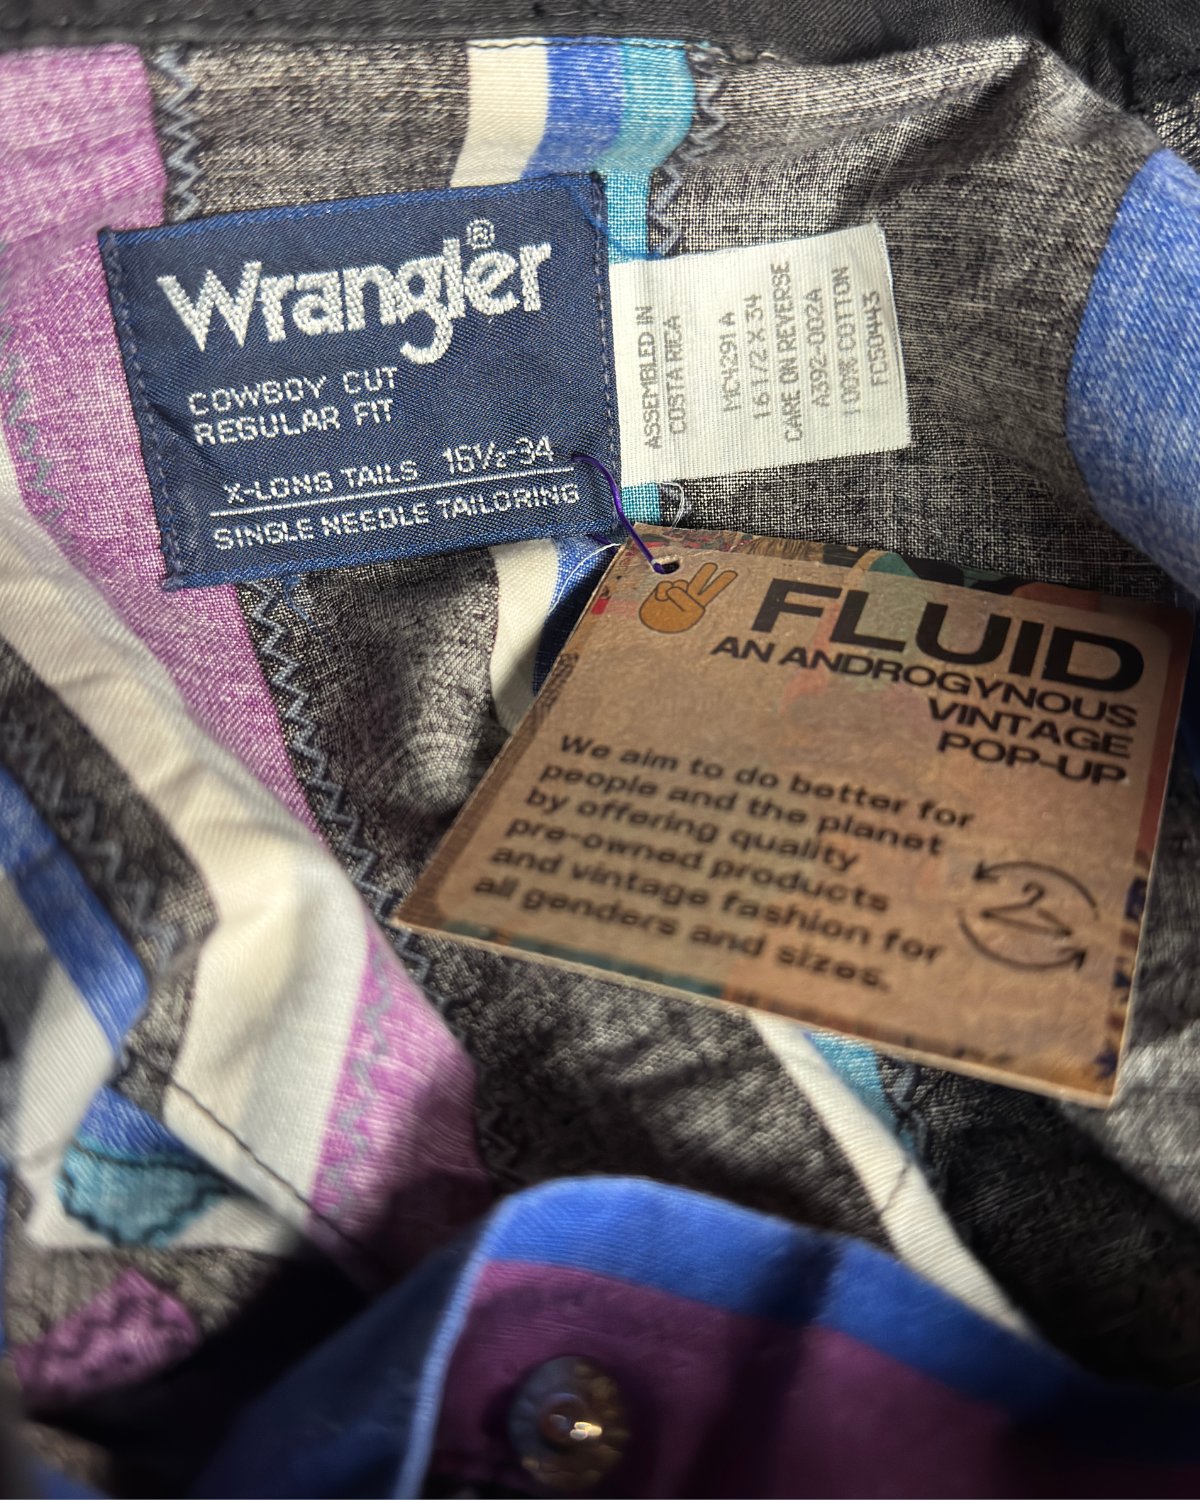 Wrangler®
COWBOY CUT
REGULAR FIT
X-LONG TAILS 16½-34
SINGLE NEEDLE TAILORING
ASSEMBLED IN
COSTA RICA
MC4291A
16 1/2 X 34
CARE ON REVERSE
A392-002A
100% COTTON
FC50443
FLUID
AN ANDROGYNOUS
VINTAGE
POP-UP
We aim to do better for
people and the planet
by offering quality
pre-owned products
and vintage fashion for
all genders and sizes.